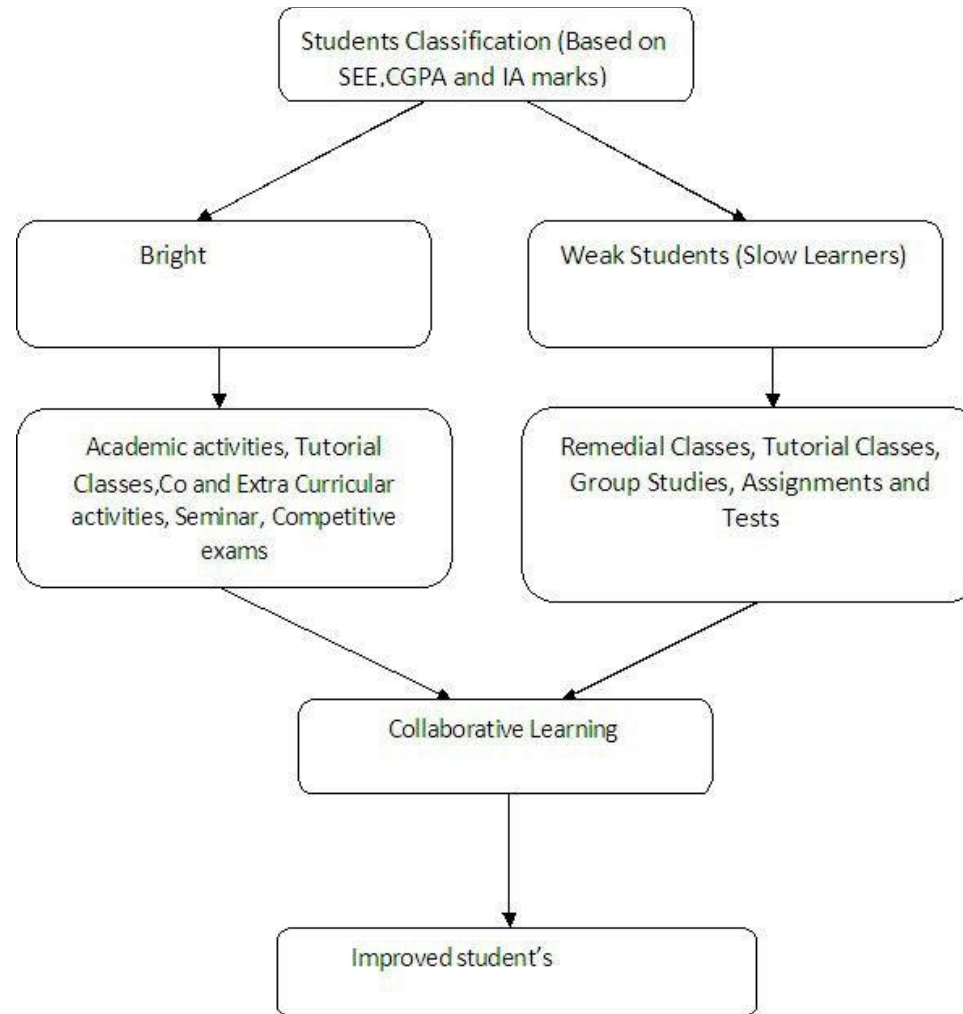 Students Classification (Based on
SEE,CGPA and IA marks)
Bright
Weak Students (Slow Learners)
Academic activities, Tutorial
Classes,Co and Extra Curricular
activities, Seminar, Competitive
exams
Remedial Classes, Tutorial Classes,
Group Studies, Assignments and
Tests
Collaborative Learning
Improved student's